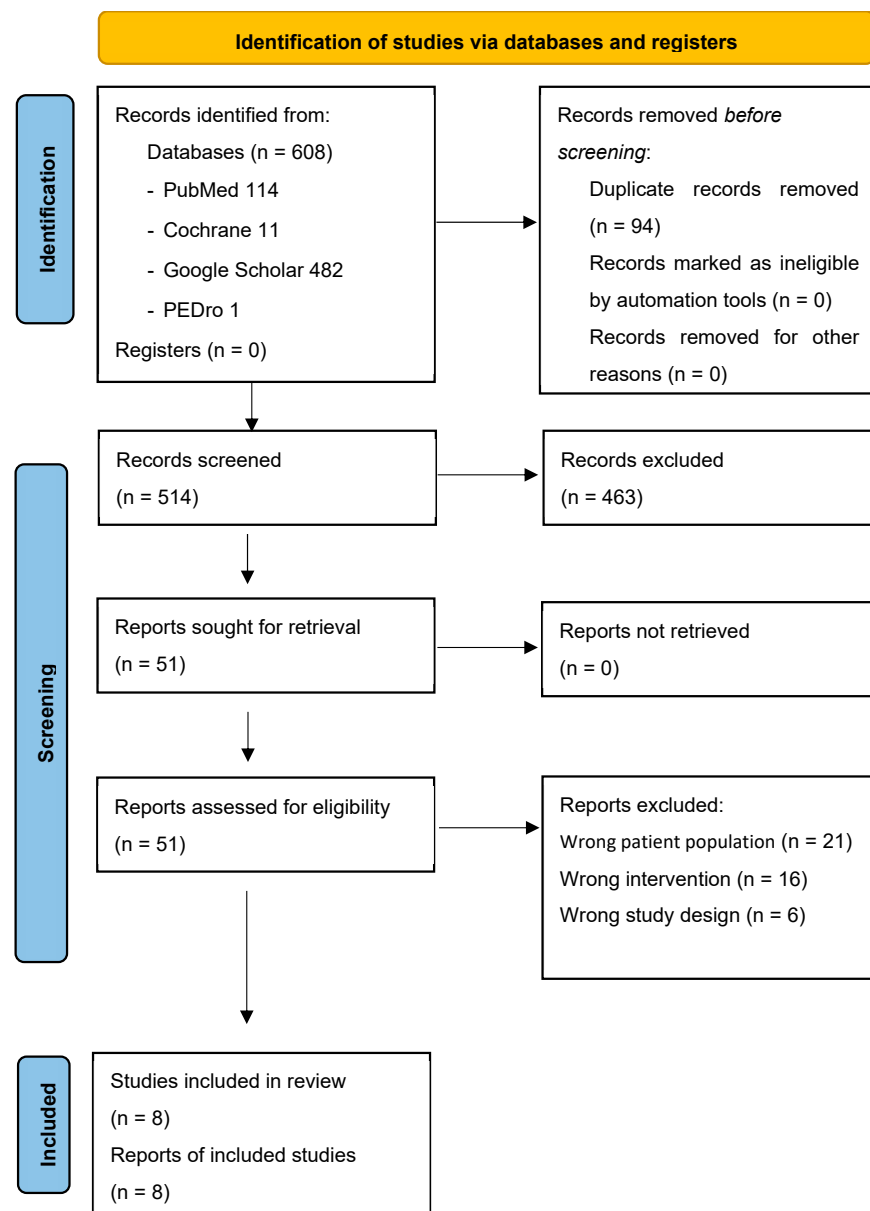 Identification of studies via databases and registers
Identification
Records identified from:
Databases (n = 608)
- PubMed 114
- Cochrane 11
- Google Scholar 482
- PEDro 1
Registers (n = 0)
Records removed before
screening:
Duplicate records removed
(n = 94)
Records marked as ineligible
by automation tools (n = 0)
Records removed for other
reasons (n = 0)
Screening
Records screened
(n = 514)
Records excluded
(n = 463)
Reports sought for retrieval
(n = 51)
Reports not retrieved
(n = 0)
Reports assessed for eligibility
(n = 51)
Reports excluded:
Wrong patient population (n = 21)
Wrong intervention (n = 16)
Wrong study design (n = 6)
Included
Studies included in review
(n = 8)
Reports of included studies
(n = 8)